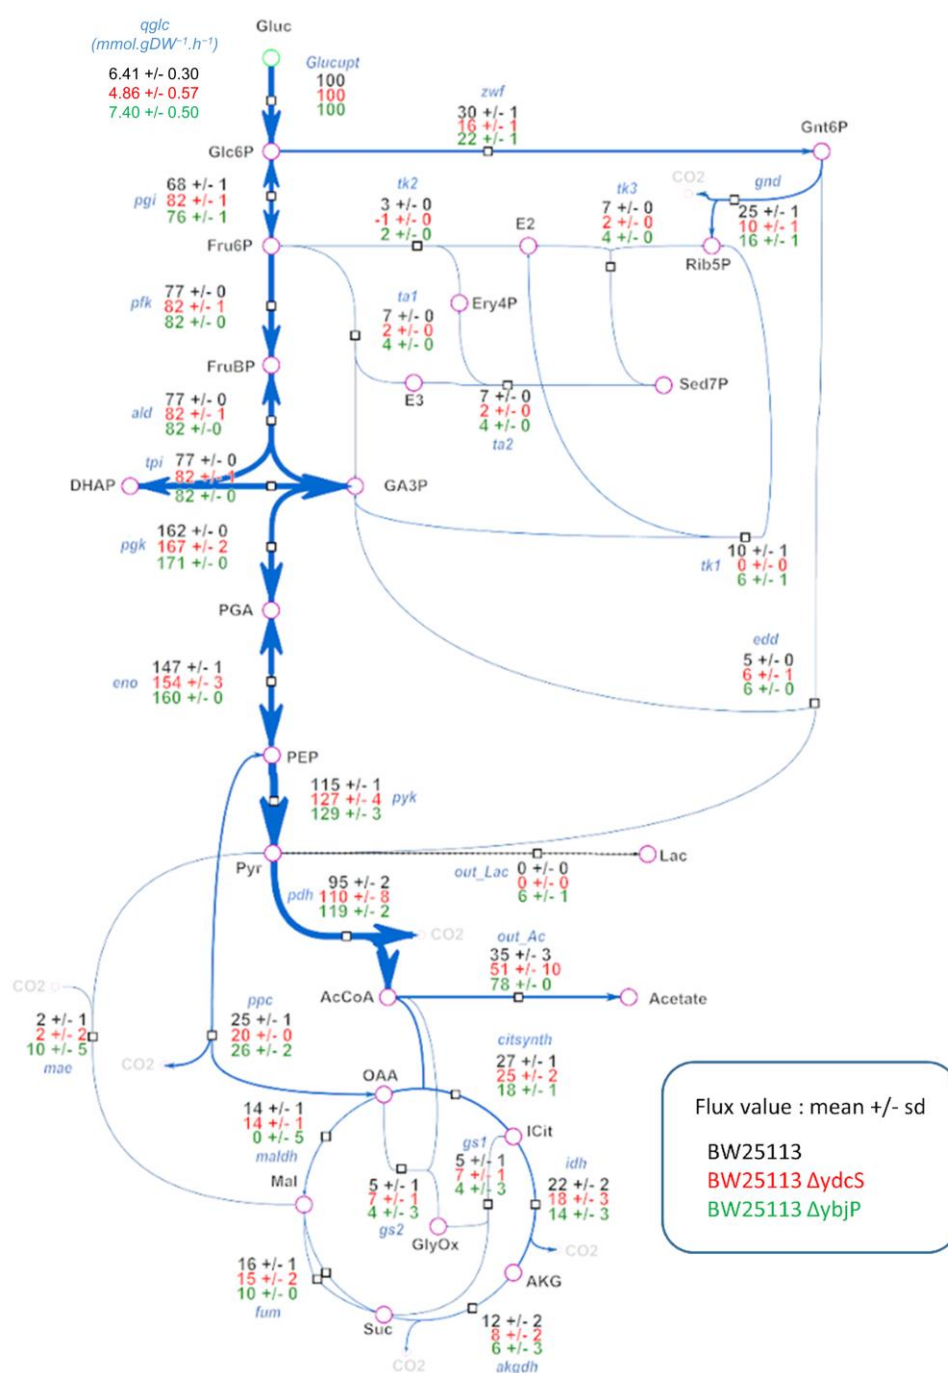 qglc
(mmol.gDW⁻¹.h⁻¹)
6.41 +/- 0.30
4.86 +/- 0.57
7.40 +/- 0.50
Gluc
Glucupt
100
100
100
zwf
30 +/- 1
16 +/- 1
22 +/- 1
Glc6P
Gnt6P
pgi
68 +/- 1
82 +/- 1
76 +/- 1
tk2
3 +/- 0
-1 +/- 0
2 +/- 0
tk3
7 +/- 0
2 +/- 0
4 +/- 0
CO2
gnd
25 +/- 1
10 +/- 1
16 +/- 1
Fru6P
E2
Rib5P
pfk
77 +/- 0
82 +/- 1
82 +/- 0
ta1
7 +/- 0
2 +/- 0
4 +/- 0
Ery4P
FruBP
E3
Sed7P
ald
77 +/- 0
82 +/- 1
82 +/-0
7 +/- 0
2 +/- 0
4 +/- 0
ta2
tpi
77 +/- 0
82 +/- 1
82 +/- 0
DHAP
GA3P
pgk
162 +/- 0
167 +/- 2
171 +/- 0
tk1
10 +/- 1
0 +/- 0
6 +/- 1
PGA
eno
147 +/- 1
154 +/- 3
160 +/- 0
edd
5 +/- 0
6 +/- 1
6 +/- 0
PEP
115 +/- 1
127 +/- 4
129 +/- 3
pyk
Pyr
Lac
out_Lac
0 +/- 0
0 +/- 0
6 +/- 1
pdh
95 +/- 2
110 +/- 8
119 +/- 2
CO2
out_Ac
35 +/- 3
51 +/- 10
78 +/- 0
CO2
AcCoA
Acetate
2 +/- 1
2 +/- 2
10 +/- 5
mae
ppc
25 +/- 1
20 +/- 0
26 +/- 2
CO2
citsynth
27 +/- 1
25 +/- 2
18 +/- 1
OAA
14 +/- 1
14 +/- 1
0 +/- 5
maldh
ICit
Mal
gs1
5 +/- 1
7 +/- 1
4 +/- 3
5 +/- 1
7 +/- 1
4 +/- 3
gs2
idh
22 +/- 2
18 +/- 3
14 +/- 3
GlyOx
CO2
16 +/- 1
15 +/- 2
10 +/- 0
fum
AKG
Suc
CO2
12 +/- 2
8 +/- 2
6 +/- 3
akgdh
Flux value : mean +/- sd
BW25113
BW25113 ΔydcS
BW25113 ΔybjP